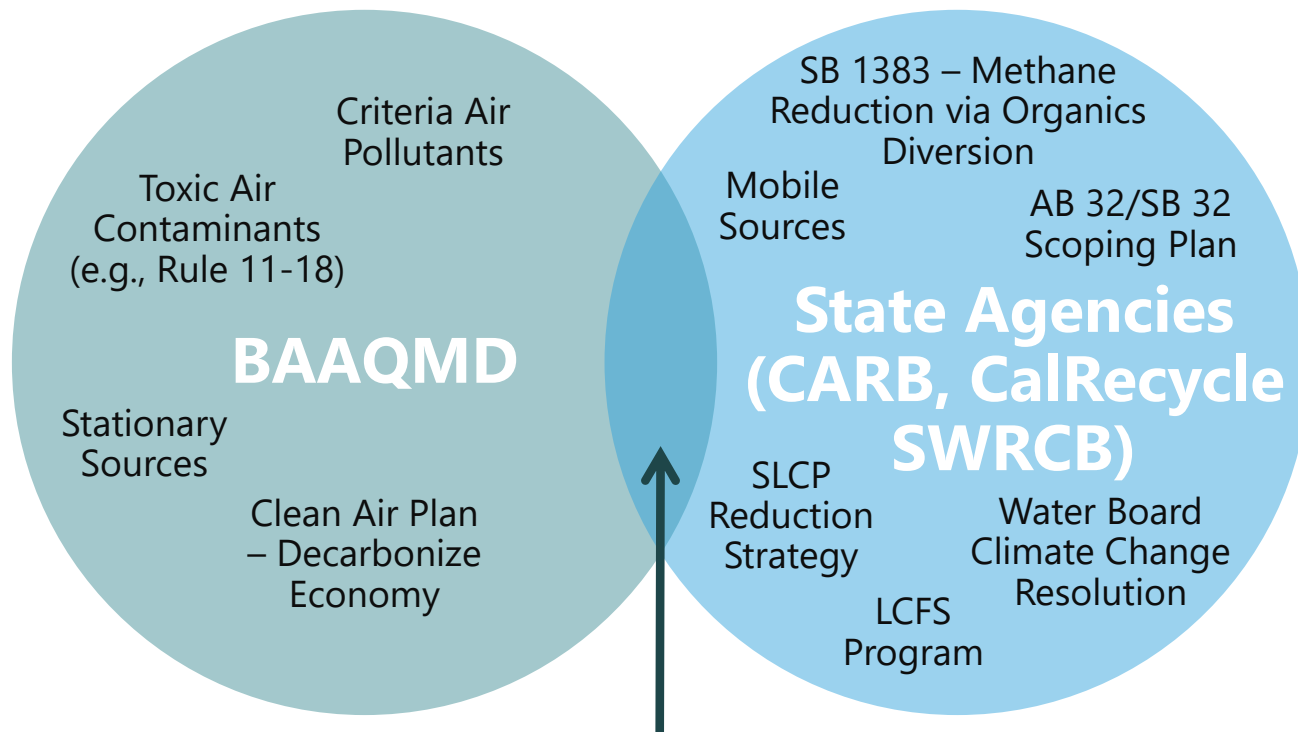 Criteria Air
Pollutants
Toxic Air
Contaminants
(e.g., Rule 11-18)
BAAQMD
Stationary
Sources
Clean Air Plan
– Decarbonize
Economy
SB 1383 – Methane
Reduction via Organics
Diversion
Mobile
Sources
AB 32/SB 32
Scoping Plan
State Agencies
(CARB, CalRecycle
SWRCB)
SLCP
Reduction
Strategy
Water Board
Climate Change
Resolution
LCFS
Program